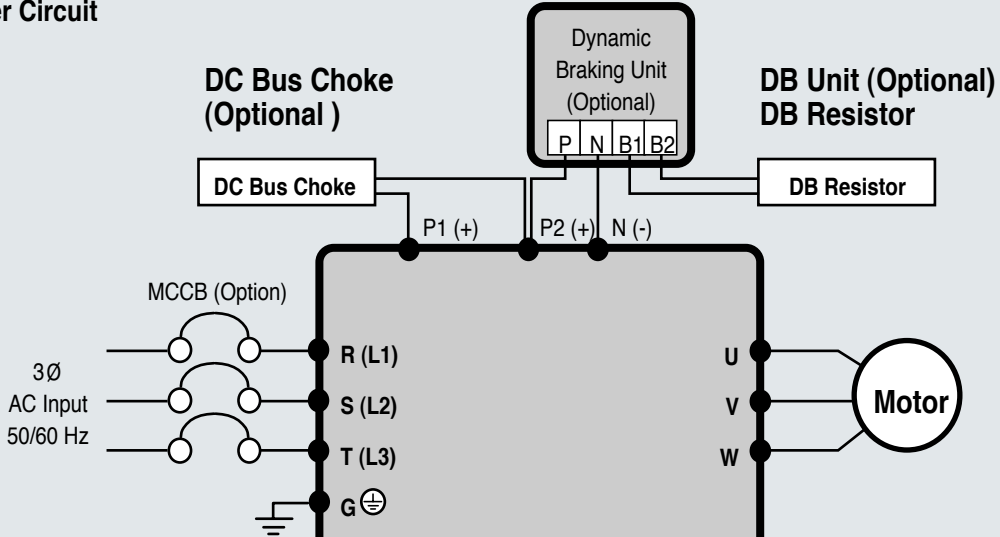 er Circuit
Dynamic
Braking Unit
(Optional)
P N B1 B2
DC Bus Choke
(Optional )
DB Unit (Optional)
DB Resistor
DC Bus Choke
DB Resistor
P1 (+)
P2 (+)
N (-)
MCCB (Option)
3Ø
AC Input
50/60 Hz
R (L1)
S (L2)
T (L3)
G
U
V
W
Motor